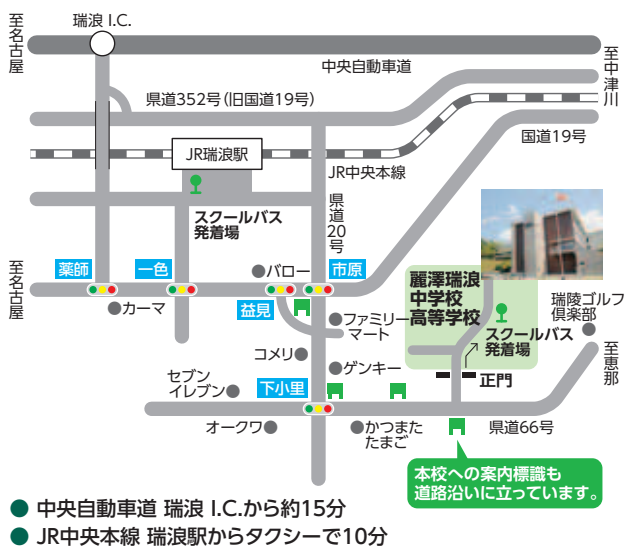 至名古屋
瑞浪 I.C.
中央自動車道
至中津川
県道352号(旧国道19号)
国道19号
JR瑞浪駅
JR中央本線
スクールバス
発着場
県道20号
至名古屋
薬師
一色
バロー
市原
カーマ
益見
ファミリー
マート
麗澤瑞浪
中学校
高等学校
スクールバス
発着場
瑞陵ゴルフ
倶楽部
至恵那
コメリ
ゲンキー
正門
セブン
イレブン
下小里
オークワ
かつまた
たまご
県道66号
本校への案内標識も
道路沿いに立っています。
● 中央自動車道 瑞浪 I.C.から約15分
● JR中央本線 瑞浪駅からタクシーで10分